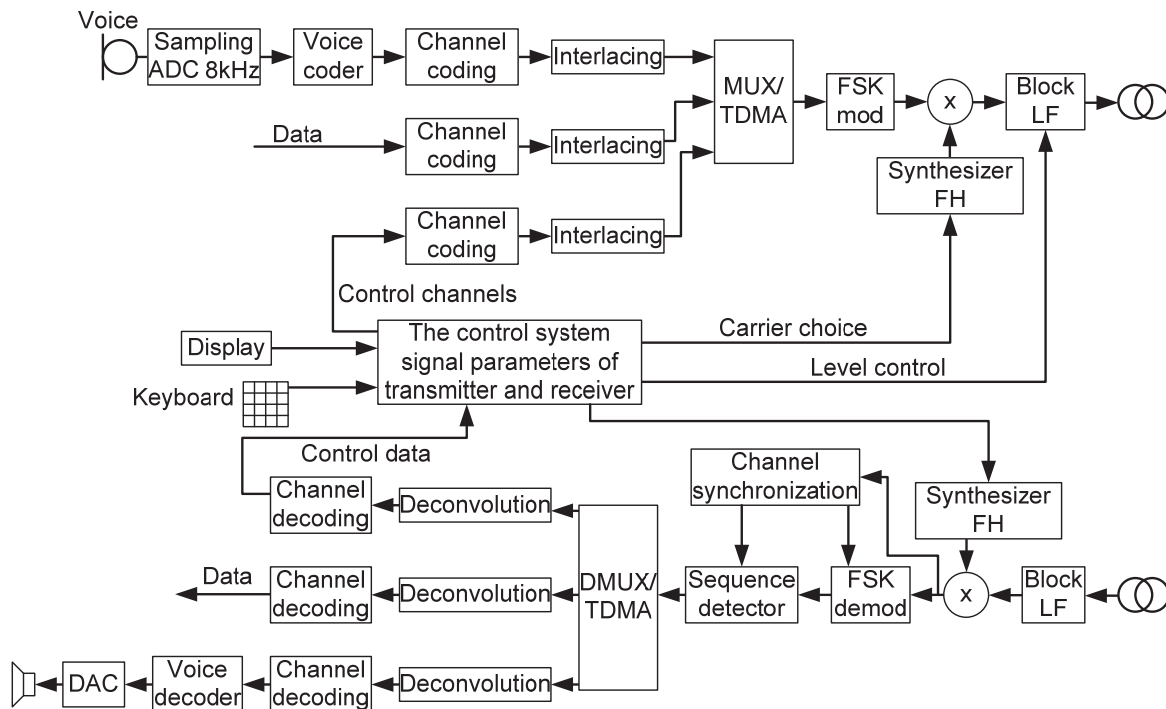 Voice
Sampling
ADC 8kHz
Voice
coder
Channel
coding
Interlacing
MUX/
TDMA
FSK
mod
x
Block
LF
Data
Channel
coding
Interlacing
Synthesizer
FH
Channel
coding
Interlacing
Control channels
The control system
signal parameters of
transmitter and receiver
Carrier choice
Level control
Display
Keyboard
Control data
Channel
synchronization
Synthesizer
FH
Channel
decoding
Deconvolution
DMUX/
TDMA
Data
Channel
decoding
Deconvolution
Sequence
detector
FSK
demod
x
Block
LF
DAC
Voice
decoder
Channel
decoding
Deconvolution